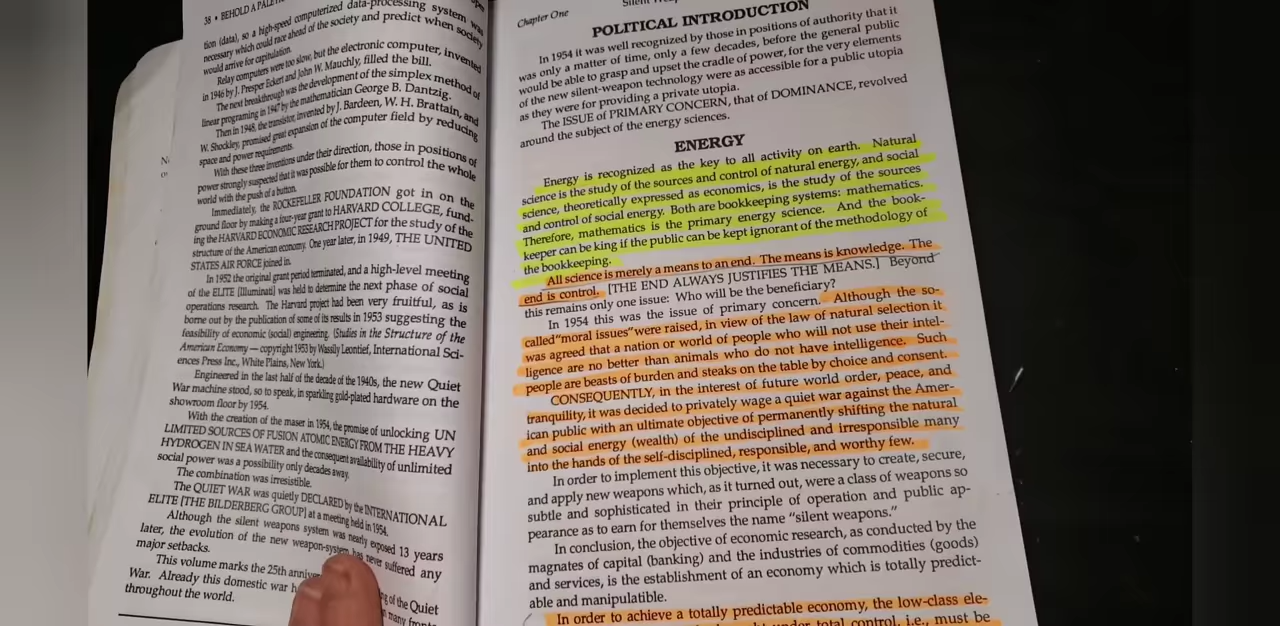 38 • BEHOLD A PALE
tion (data), so a high-speed computerized data-processing system was
necessary which could race ahead of the society and predict when society
would arrive for capitulation.
Relay computers were too slow, but the electronic computer, invented
in 1946 by J. Presper Eckert and John W. Mauchly, filled the bill.
The next breakthrough was the development of the simplex method of
linear programing in 1947 by the mathematician George B. Dantzig.
Then in 1948, the transistor, invented by J. Bardeen, W. H. Brattain, and
W. Shockley, promised great expansion of the computer field by reducing
space and power requirements.
With these three inventions under their direction, those in positions of
power strongly suspected that it was possible for them to control the whole
world with the push of a button.
Immediately, the ROCKEFELLER FOUNDATION got in on the
ground floor by making a four-year grant to HARVARD COLLEGE, fund-
ing the HARVARD ECONOMIC RESEARCH PROJECT for the study of the
structure of the American economy. One year later, in 1949, THE UNITED
STATES AIR FORCE joined in.
In 1952 the original grant period terminated, and a high-level meeting
of the ELITE [Illuminati] was held to determine the next phase of social
operations research. The Harvard project had been very fruitful, as is
borne out by the publication of some of its results in 1953 suggesting the
feasibility of economic (social) engineering. (Studies in the Structure of the
American Economy — copyright 1953 by Wassily Leontief, International Sci-
ences Press Inc., White Plains, New York.)
Engineered in the last half of the decade of the 1940s, the new Quiet
War machine stood, so to speak, in sparkling gold-plated hardware on the
showroom floor by 1954.
With the creation of the maser in 1954, the promise of unlocking UN
LIMITED SOURCES OF FUSION ATOMIC ENERGY FROM THE HEAVY
HYDROGEN IN SEA WATER and the consequent availability of unlimited
social power was a possibility only decades away.
The combination was irresistible.
The QUIET WAR was quietly DECLARED by the INTERNATIONAL
ELITE [THE BILDERBERG GROUP] at a meeting held in 1954.
Although the silent weapons system was nearly exposed 13 years
later, the evolution of the new weapon-system has never suffered any
major setbacks.
This volume marks the 25th anniver of the Quiet
War. Already this domestic war h many fronts
throughout the world.
Chapter One
Silent
POLITICAL INTRODUCTION
In 1954 it was well recognized by those in positions of authority that it
was only a matter of time, only a few decades, before the general public
would be able to grasp and upset the cradle of power, for the very elements
of the new silent-weapon technology were as accessible for a public utopia
as they were for providing a private utopia.
The ISSUE of PRIMARY CONCERN, that of DOMINANCE, revolved
around the subject of the energy sciences.
ENERGY
Energy is recognized as the key to all activity on earth. Natural
science is the study of the sources and control of natural energy, and social
science, theoretically expressed as economics, is the study of the sources
and control of social energy. Both are bookkeeping systems: mathematics.
Therefore, mathematics is the primary energy science. And the book-
keeper can be king if the public can be kept ignorant of the methodology of
the bookkeeping.
All science is merely a means to an end. The means is knowledge. The
end is control. [THE END ALWAYS JUSTIFIES THE MEANS.] Beyond
this remains only one issue: Who will be the beneficiary?
In 1954 this was the issue of primary concern. Although the so-
called "moral issues" were raised, in view of the law of natural selection it
was agreed that a nation or world of people who will not use their intel-
ligence are no better than animals who do not have intelligence. Such
people are beasts of burden and steaks on the table by choice and consent.
CONSEQUENTLY, in the interest of future world order, peace, and
tranquility, it was decided to privately wage a quiet war against the Amer-
ican public with an ultimate objective of permanently shifting the natural
and social energy (wealth) of the undisciplined and irresponsible many
into the hands of the self-disciplined, responsible, and worthy few.
In order to implement this objective, it was necessary to create, secure,
and apply new weapons which, as it turned out, were a class of weapons so
subtle and sophisticated in their principle of operation and public ap-
pearance as to earn for themselves the name "silent weapons."
In conclusion, the objective of economic research, as conducted by the
magnates of capital (banking) and the industries of commodities (goods)
and services, is the establishment of an economy which is totally predict-
able and manipulatible.
In order to achieve a totally predictable economy, the low-class ele-
under total control, i.e., must be